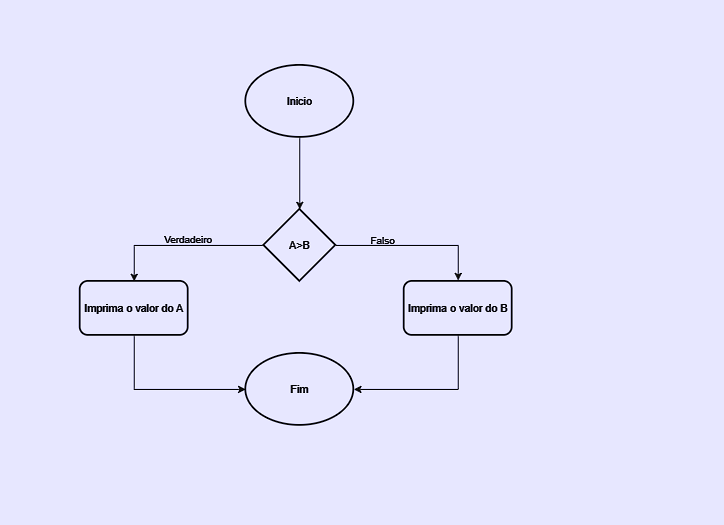 Inicio
A>B
Verdadeiro
Falso
Imprima o valor do A
Imprima o valor do B
Fim